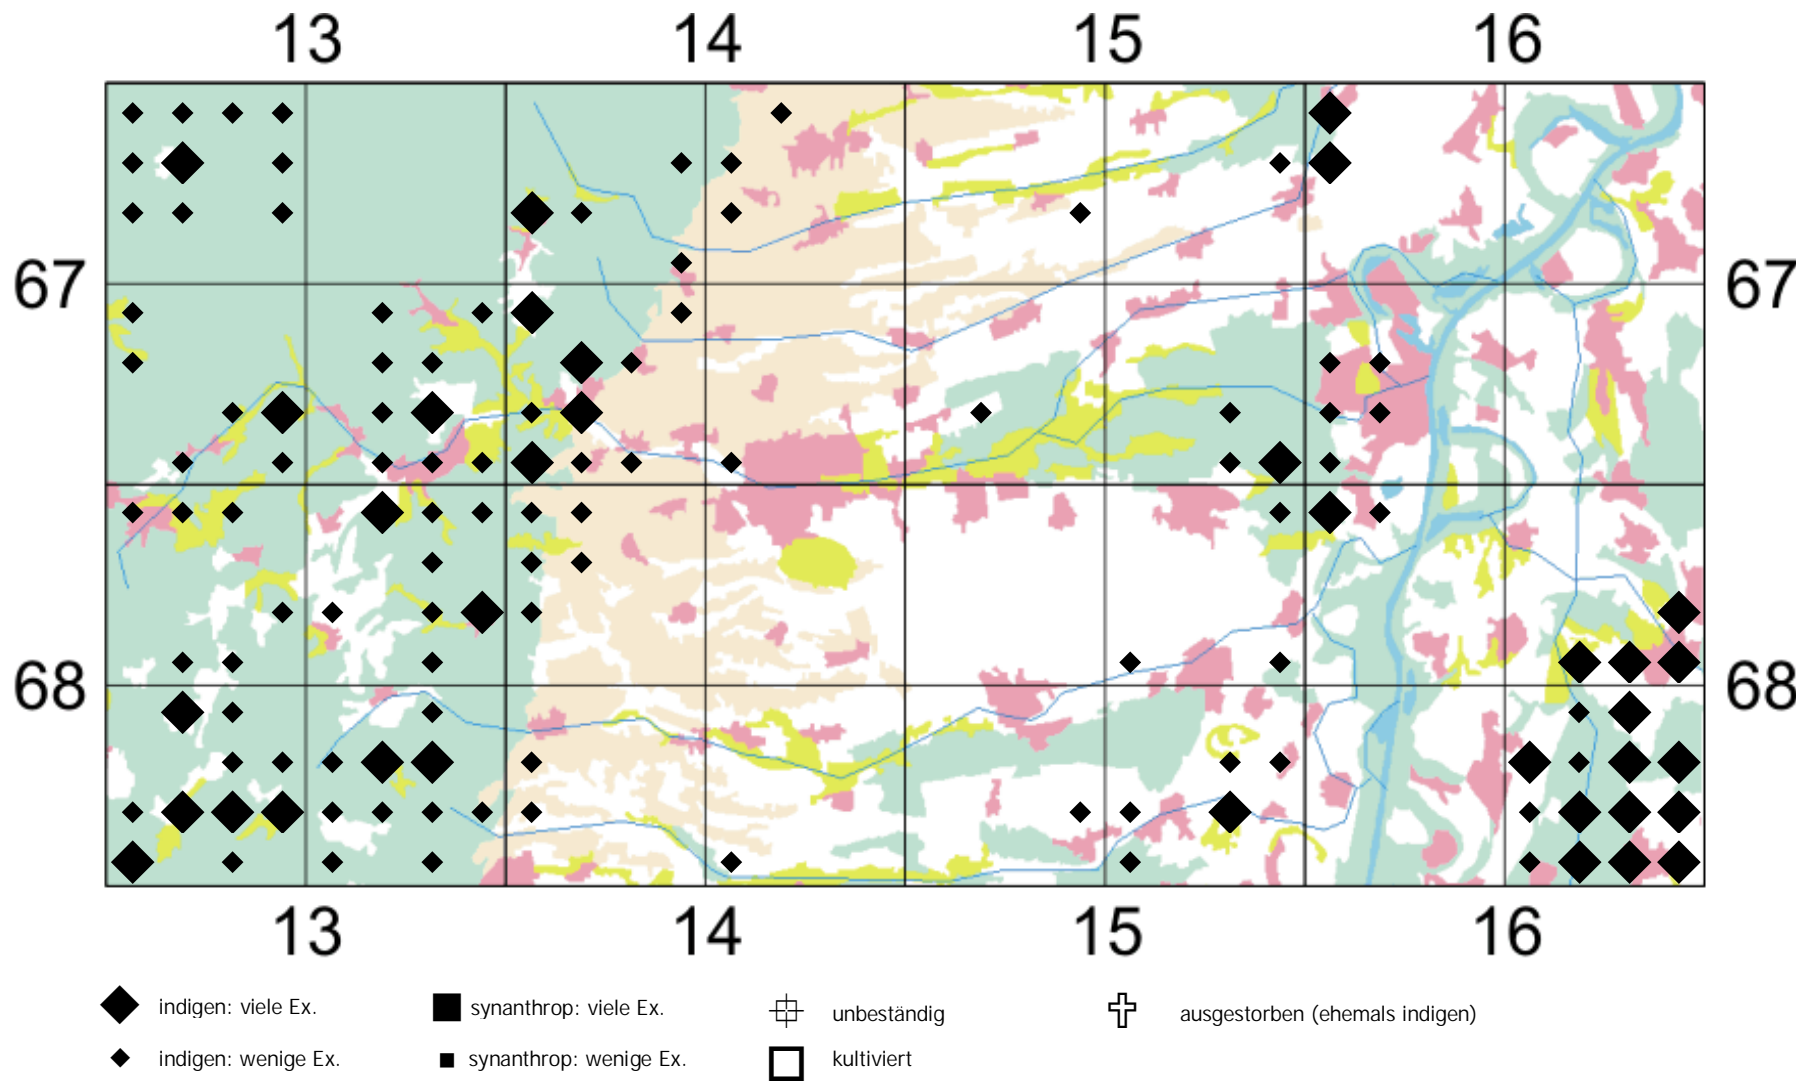 13 14 15 16
67 67
68 68
13 14 15 16
indigen: viele Ex. synanthrop: viele Ex. unbeständig ausgestorben (ehemals indigen)
indigen: wenige Ex. synanthrop: wenige Ex. kultiviert